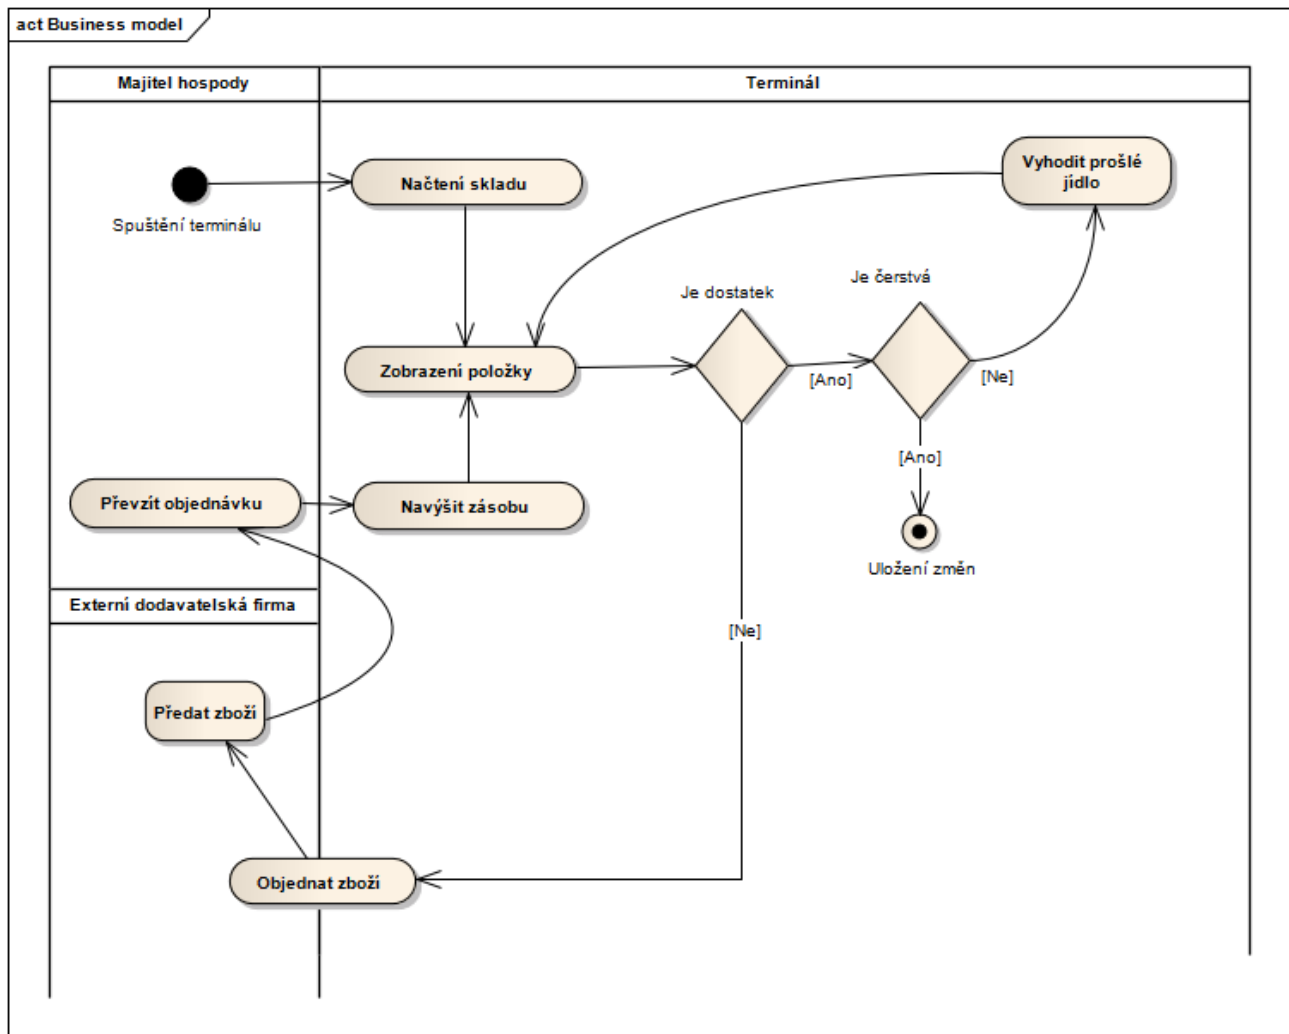 act Business model
Majitel hospody
Terminál
Načtení skladu
Vyhodit prošlé
jídlo
Spuštění terminálu
Je čerstvá
Je dostatek
Zobrazení položky
[Ano]
[Ne]
[Ano]
Převzít objednávku
Navýšit zásobu
Uložení změn
Externí dodavatelská firma
[Ne]
Předat zboží
Objednat zboží